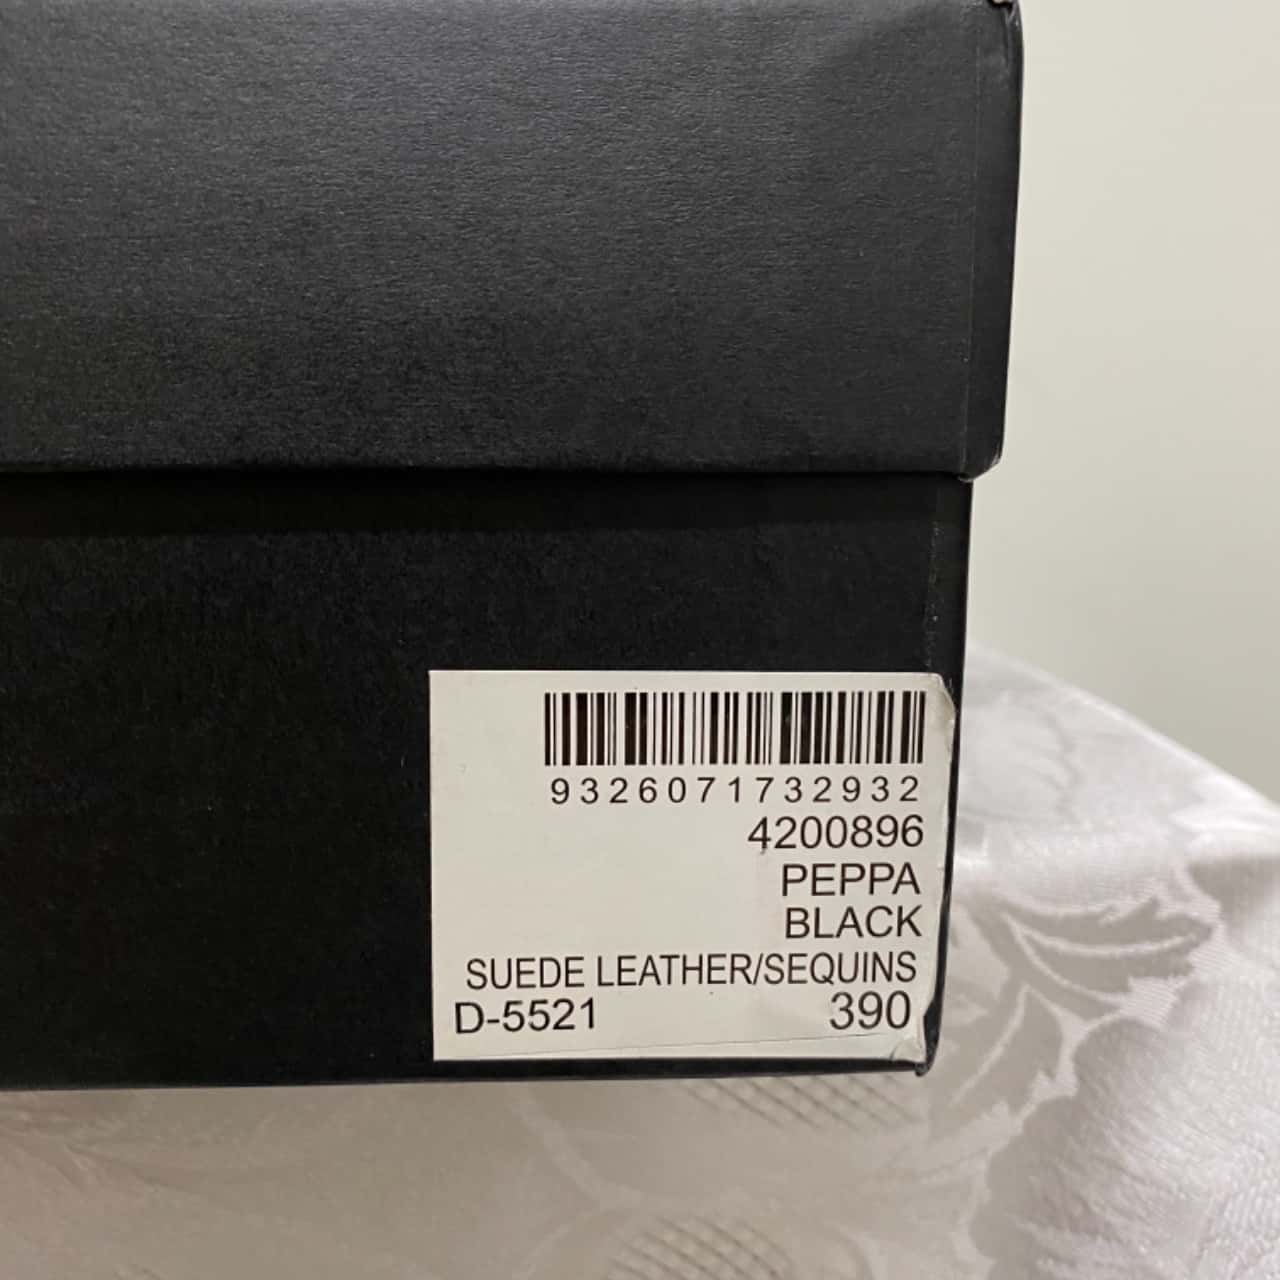 9326071732932
4200896
PEPPA
BLACK
SUEDE LEATHER/SEQUINS
D-5521 390